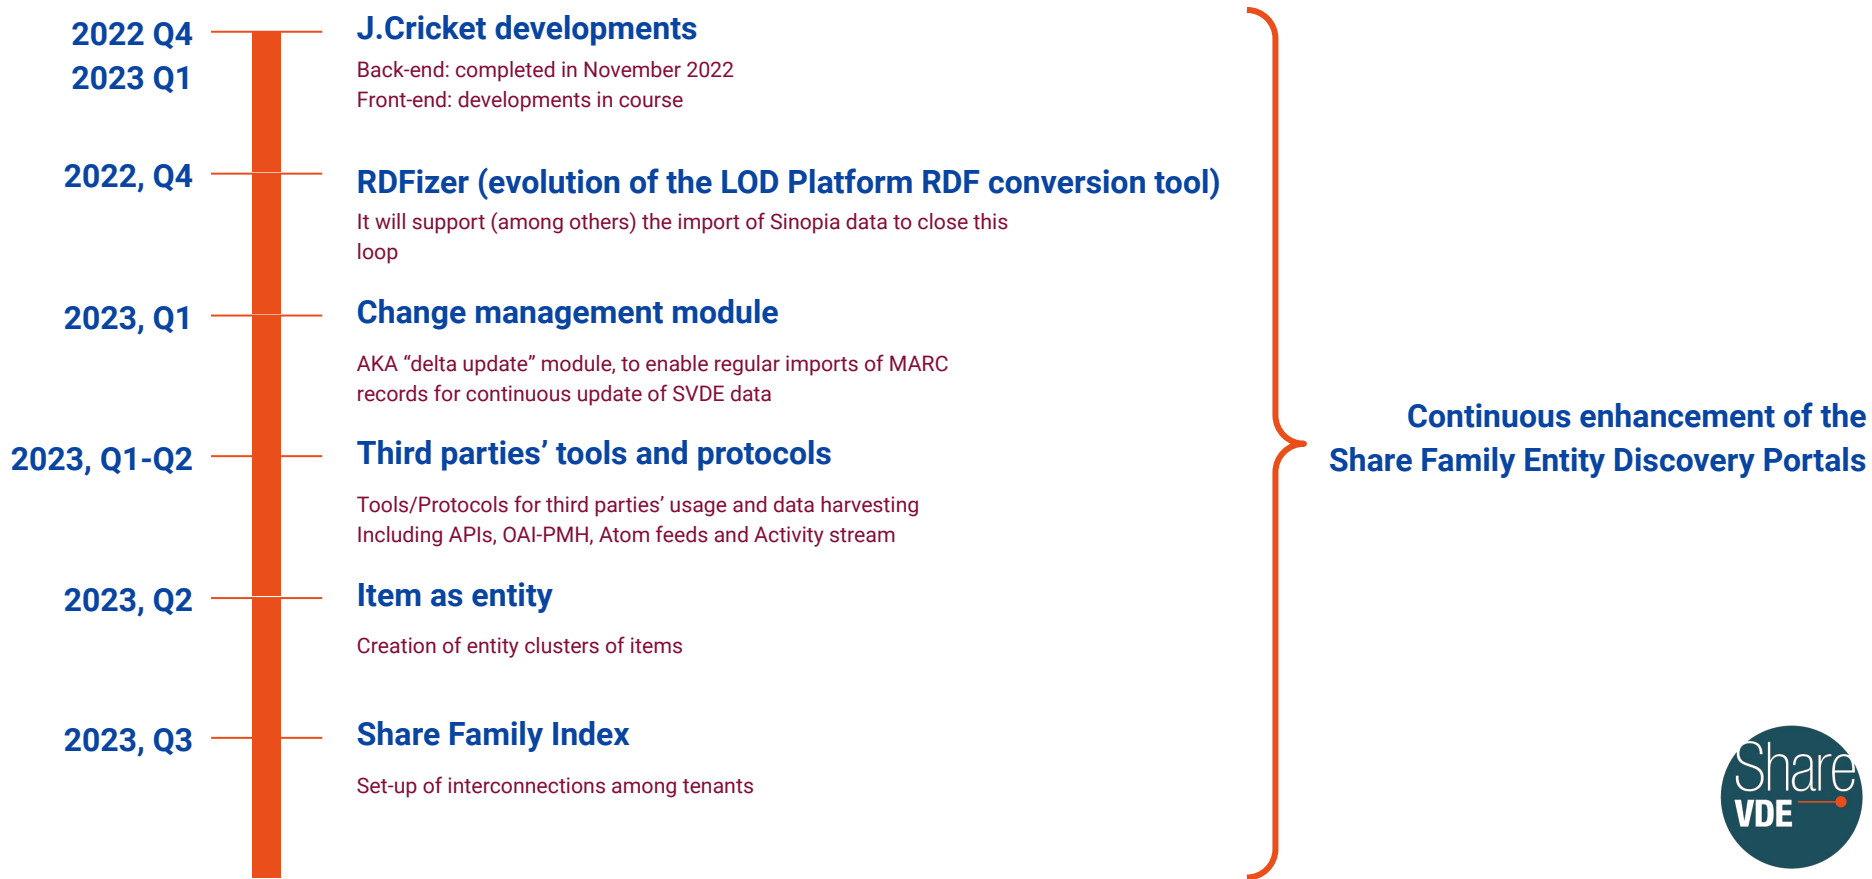 2022 Q4
2023 Q1
J.Cricket developments
Back-end: completed in November 2022
Front-end: developments in course
2022, Q4
RDFizer (evolution of the LOD Platform RDF conversion tool)
It will support (among others) the import of Sinopia data to close this
loop
2023, Q1
Change management module
AKA “delta update” module, to enable regular imports of MARC
records for continuous update of SVDE data
2023, Q1-Q2
Third parties’ tools and protocols
Tools/Protocols for third parties’ usage and data harvesting
Including APIs, OAI-PMH, Atom feeds and Activity stream
2023, Q2
Item as entity
Creation of entity clusters of items
2023, Q3
Share Family Index
Set-up of interconnections among tenants
Continuous enhancement of the
Share Family Entity Discovery Portals
Share
VDE